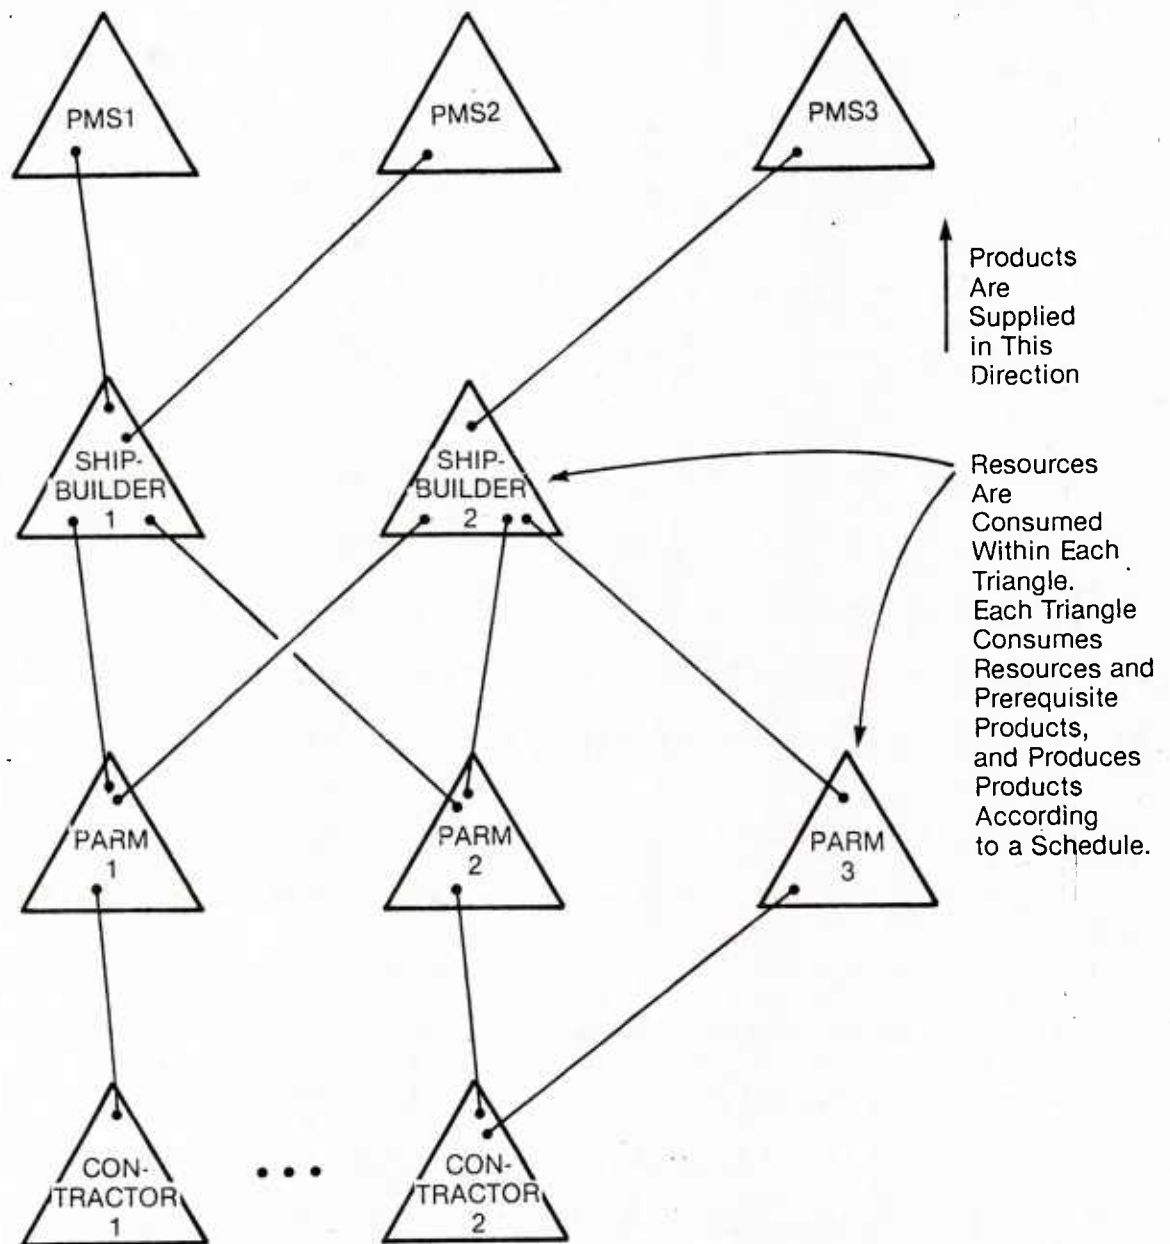 PMS1
PMS2
PMS3
Products
Are
Supplied
in This
Direction
SHIP-
BUILDER
1
SHIP-
BUILDER
2
Resources
Are
Consumed
Within Each
Triangle.
Each Triangle
Consumes
Resources and
Prerequisite
Products,
and Produces
Products
According
to a Schedule.
PARM
1
PARM
2
PARM
3
CON-
TRACTOR
1
CON-
TRACTOR
2